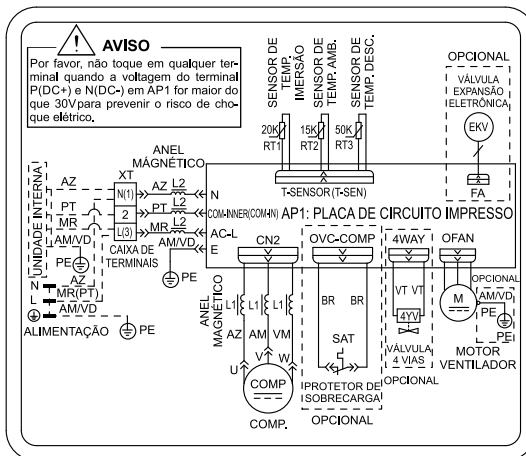 AVISO
Por favor, não toque em qualquer ter-
minal quando a voltagem do terminal
P(DC+) e N(DC-) em AP1 for maior do
que 30V para prevenir o risco de cho-
que elétrico.
SENSOR DE
TEMP.
IMERSÃO
SENSOR DE
TEMP. AMB.
SENSOR DE
TEMP. DESC.
20K
RT1
15K
RT2
50K
RT3
T-SENSOR (T-SEN)
OPCIONAL
VÁLVULA
EXPANSÃO
ELETRÔNICA
EKV
FA
ANEL
MÁGNÉTICO
XT
UNIDADE INTERNA
AZ
N(1)
AZ
L2
N
PT
2
PT
L2
COM-INNER(COM-IN)
AP1: PLACA DE CIRCUITO IMPRESSO
MR
L(3)
MR
L2
AC-L
AM/VD
PE
CAIXA DE
TERMINAIS
AM/VD
E
PE
N
AZ
L
MR(PT)
AM/VD
ALIMENTAÇÃO
PE
CN2
OVC-COMP
4WAY
OFAN
ANEL
MAGNÉTICO
L1
L1
L1
AZ
AM
VM
U
V
W
COMP
COMP.
BR
BR
SAT
PROTETOR DE
SOBRECARGA
OPCIONAL
VT
VT
4YV
VÁLVULA
4 VIAS
OPCIONAL
M
OPCIONAL
AM/VD
PE
PE
MOTOR
VENTILADOR